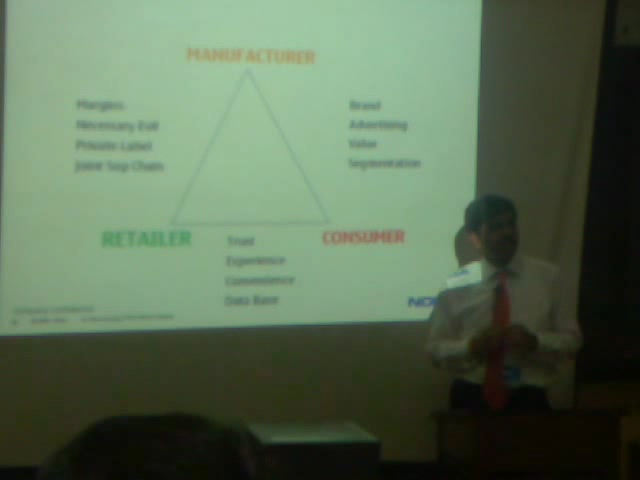 MANUFACTURER
Margins
Necessary Evil
Private Label
Joint Sup Chain
Brand
Advertising
Value
Segmentation
RETAILER
CONSUMER
Trust
Experience
Convenience
Data Base